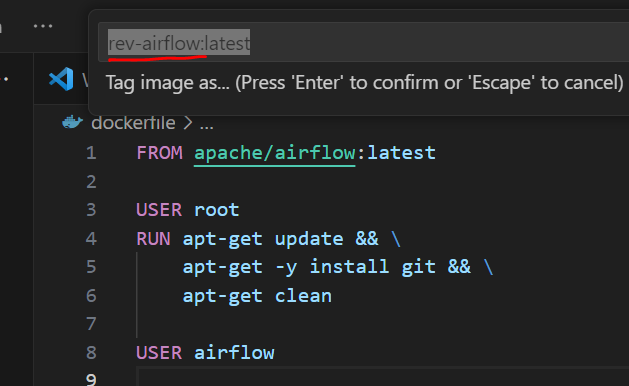 ...
rev-airflow:latest
Tag image as... (Press 'Enter' to confirm or 'Escape' to cancel)
dockerfile > ...
1 FROM apache/airflow:latest
2
3 USER root
4 RUN apt-get update && \
5 apt-get -y install git && \
6 apt-get clean
7
8 USER airflow
9